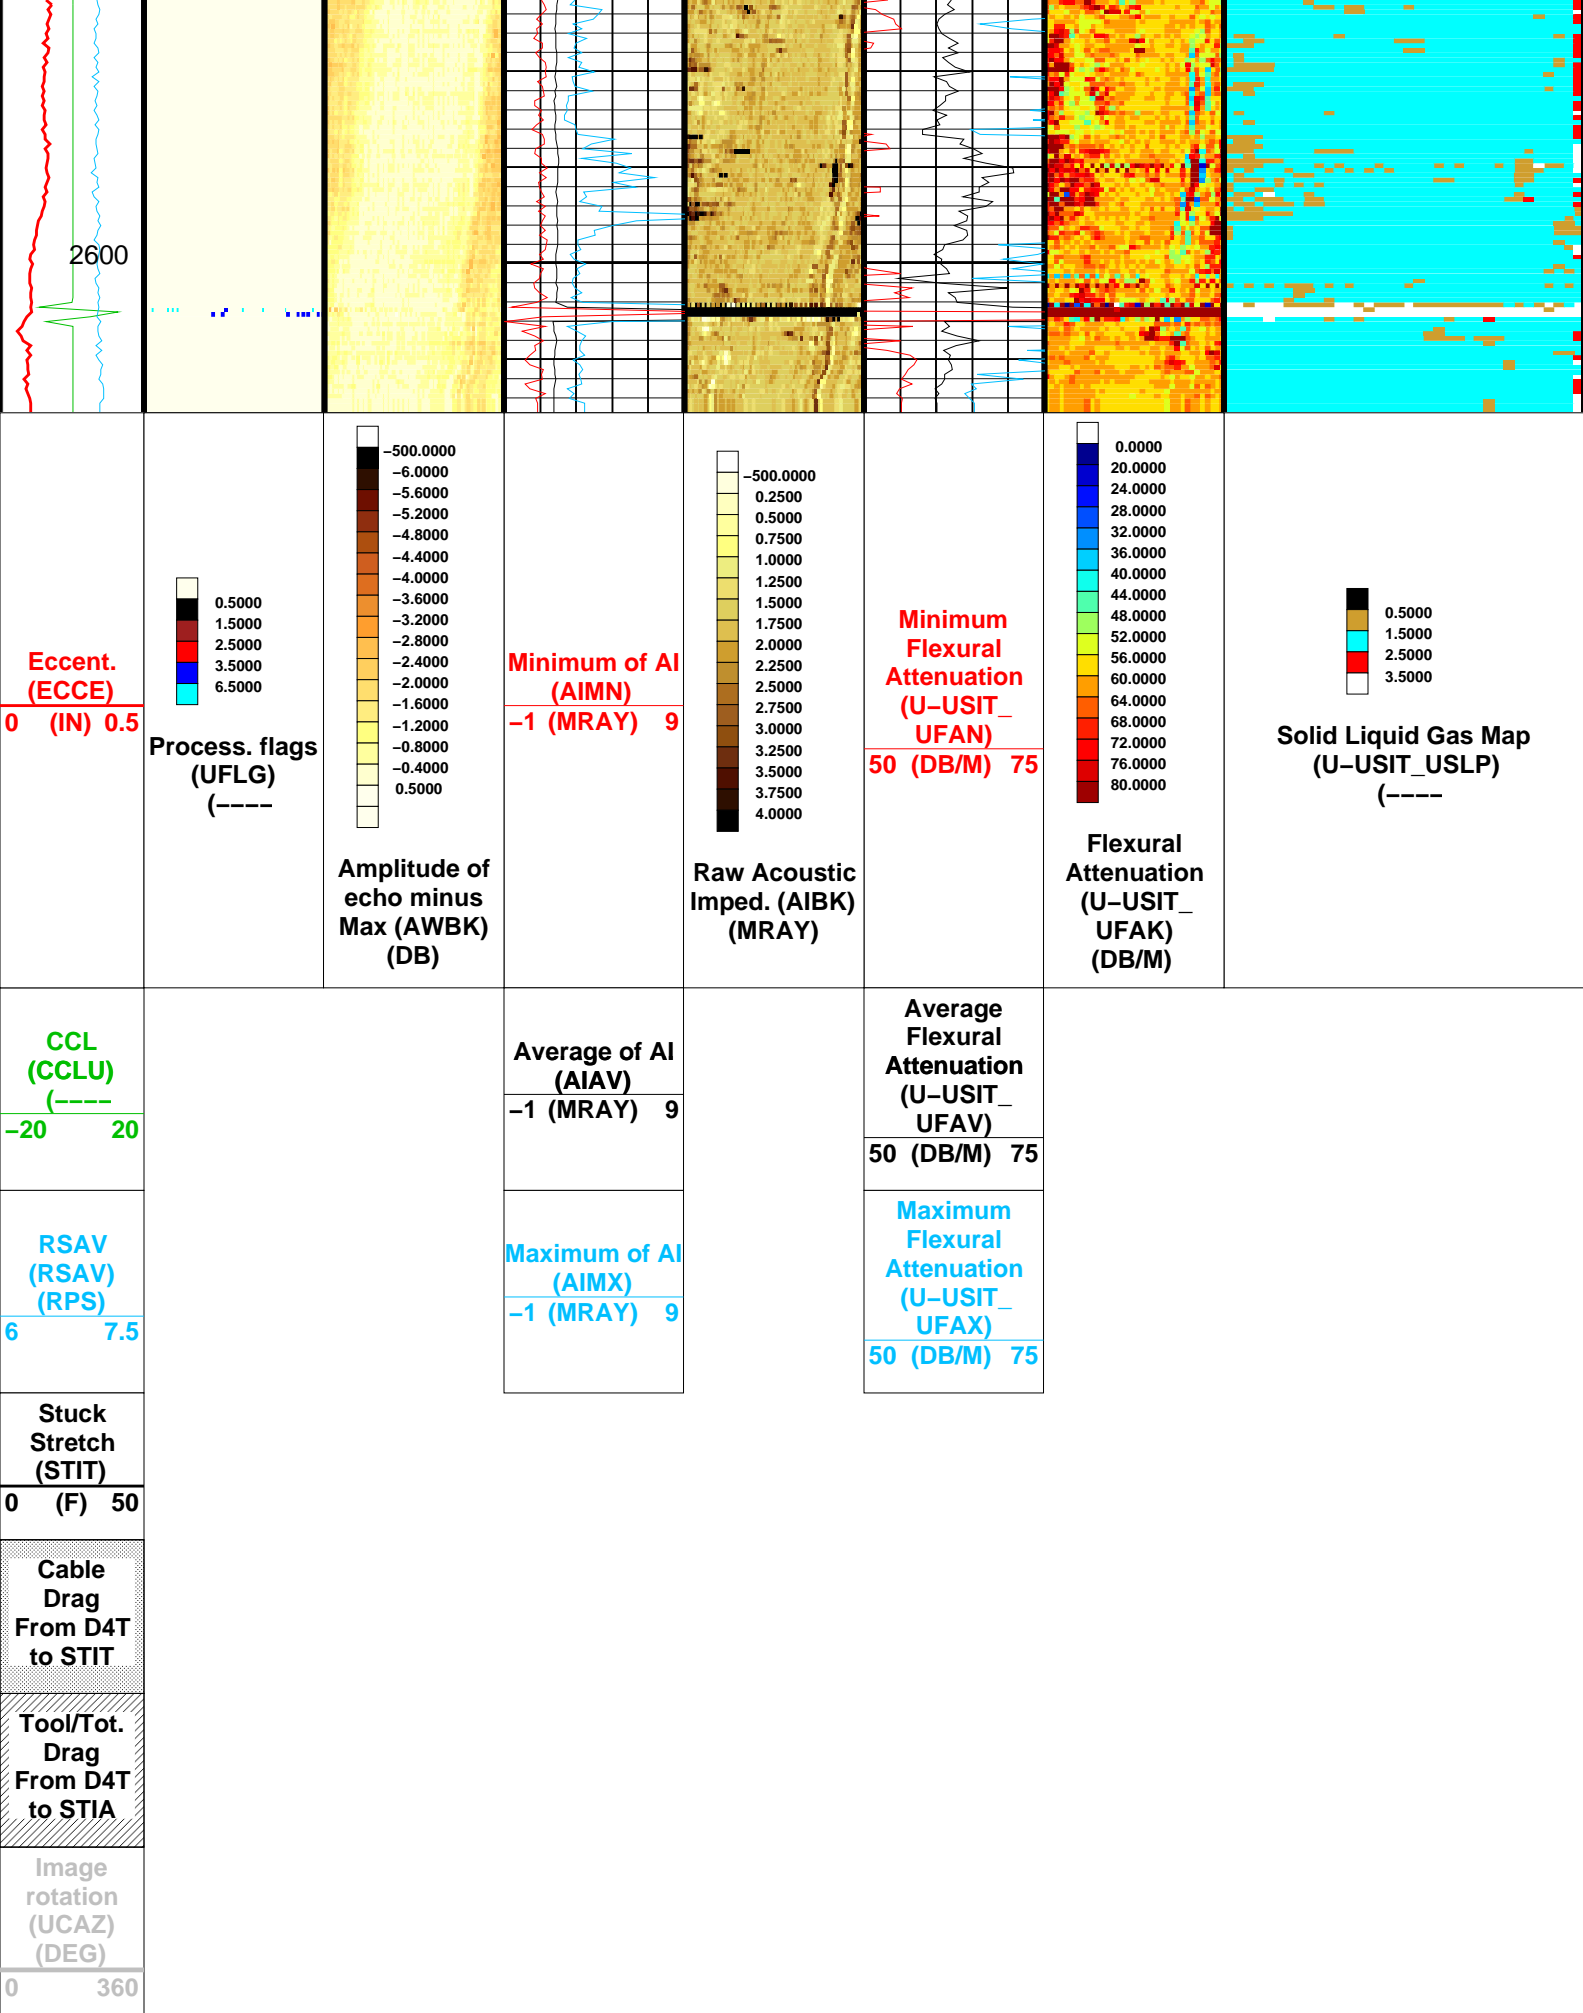 2600
Eccent.
(ECCE)
0 (IN) 0.5
0.5000
1.5000
2.5000
3.5000
6.5000
Process. flags
(UFLG)
(----
-500.0000
-6.0000
-5.6000
-5.2000
-4.8000
-4.4000
-4.0000
-3.6000
-3.2000
-2.8000
-2.4000
-2.0000
-1.6000
-1.2000
-0.8000
-0.4000
0.5000
Amplitude of
echo minus
Max (AWBK)
(DB)
Minimum of AI
(AIMN)
-1 (MRAY) 9
-500.0000
0.2500
0.5000
0.7500
1.0000
1.2500
1.5000
1.7500
2.0000
2.2500
2.5000
2.7500
3.0000
3.2500
3.5000
3.7500
4.0000
Raw Acoustic
Imped. (AIBK)
(MRAY)
Minimum
Flexural
Attenuation
(U-USIT_
UFAN)
50 (DB/M) 75
0.0000
20.0000
24.0000
28.0000
32.0000
36.0000
40.0000
44.0000
48.0000
52.0000
56.0000
60.0000
64.0000
68.0000
72.0000
76.0000
80.0000
Flexural
Attenuation
(U-USIT_
UFAK)
(DB/M)
0.5000
1.5000
2.5000
3.5000
Solid Liquid Gas Map
(U-USIT_USLP)
(----
CCL
(CCLU)
(----
-20 20
Average of AI
(AIAV)
-1 (MRAY) 9
Average
Flexural
Attenuation
(U-USIT_
UFAV)
50 (DB/M) 75
RSAV
(RSAV)
(RPS)
6 7.5
Maximum of AI
(AIMX)
-1 (MRAY) 9
Maximum
Flexural
Attenuation
(U-USIT_
UFAX)
50 (DB/M) 75
Stuck
Stretch
(STIT)
0 (F) 50
Cable
Drag
From D4T
to STIT
Tool/Tot.
Drag
From D4T
to STIA
Image
rotation
(UCAZ)
(DEG)
0 360